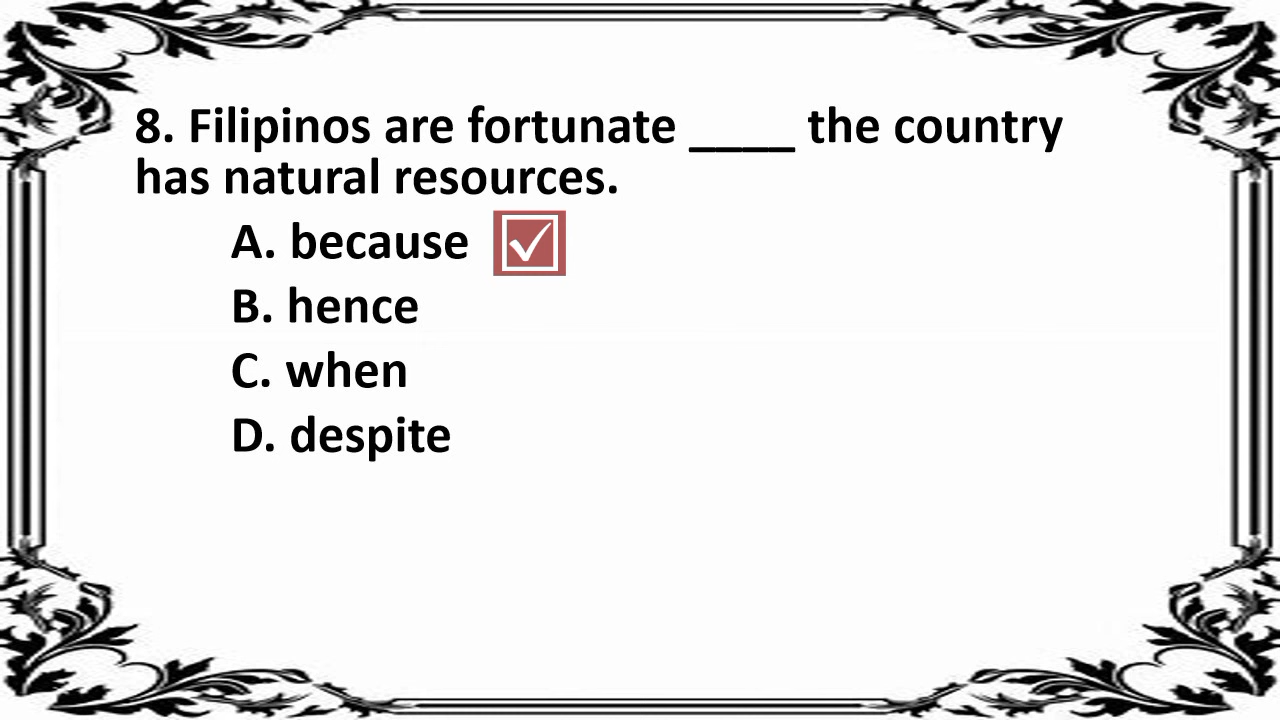 8. Filipinos are fortunate ____ the country
has natural resources.
A. because
B. hence
C. when
D. despite